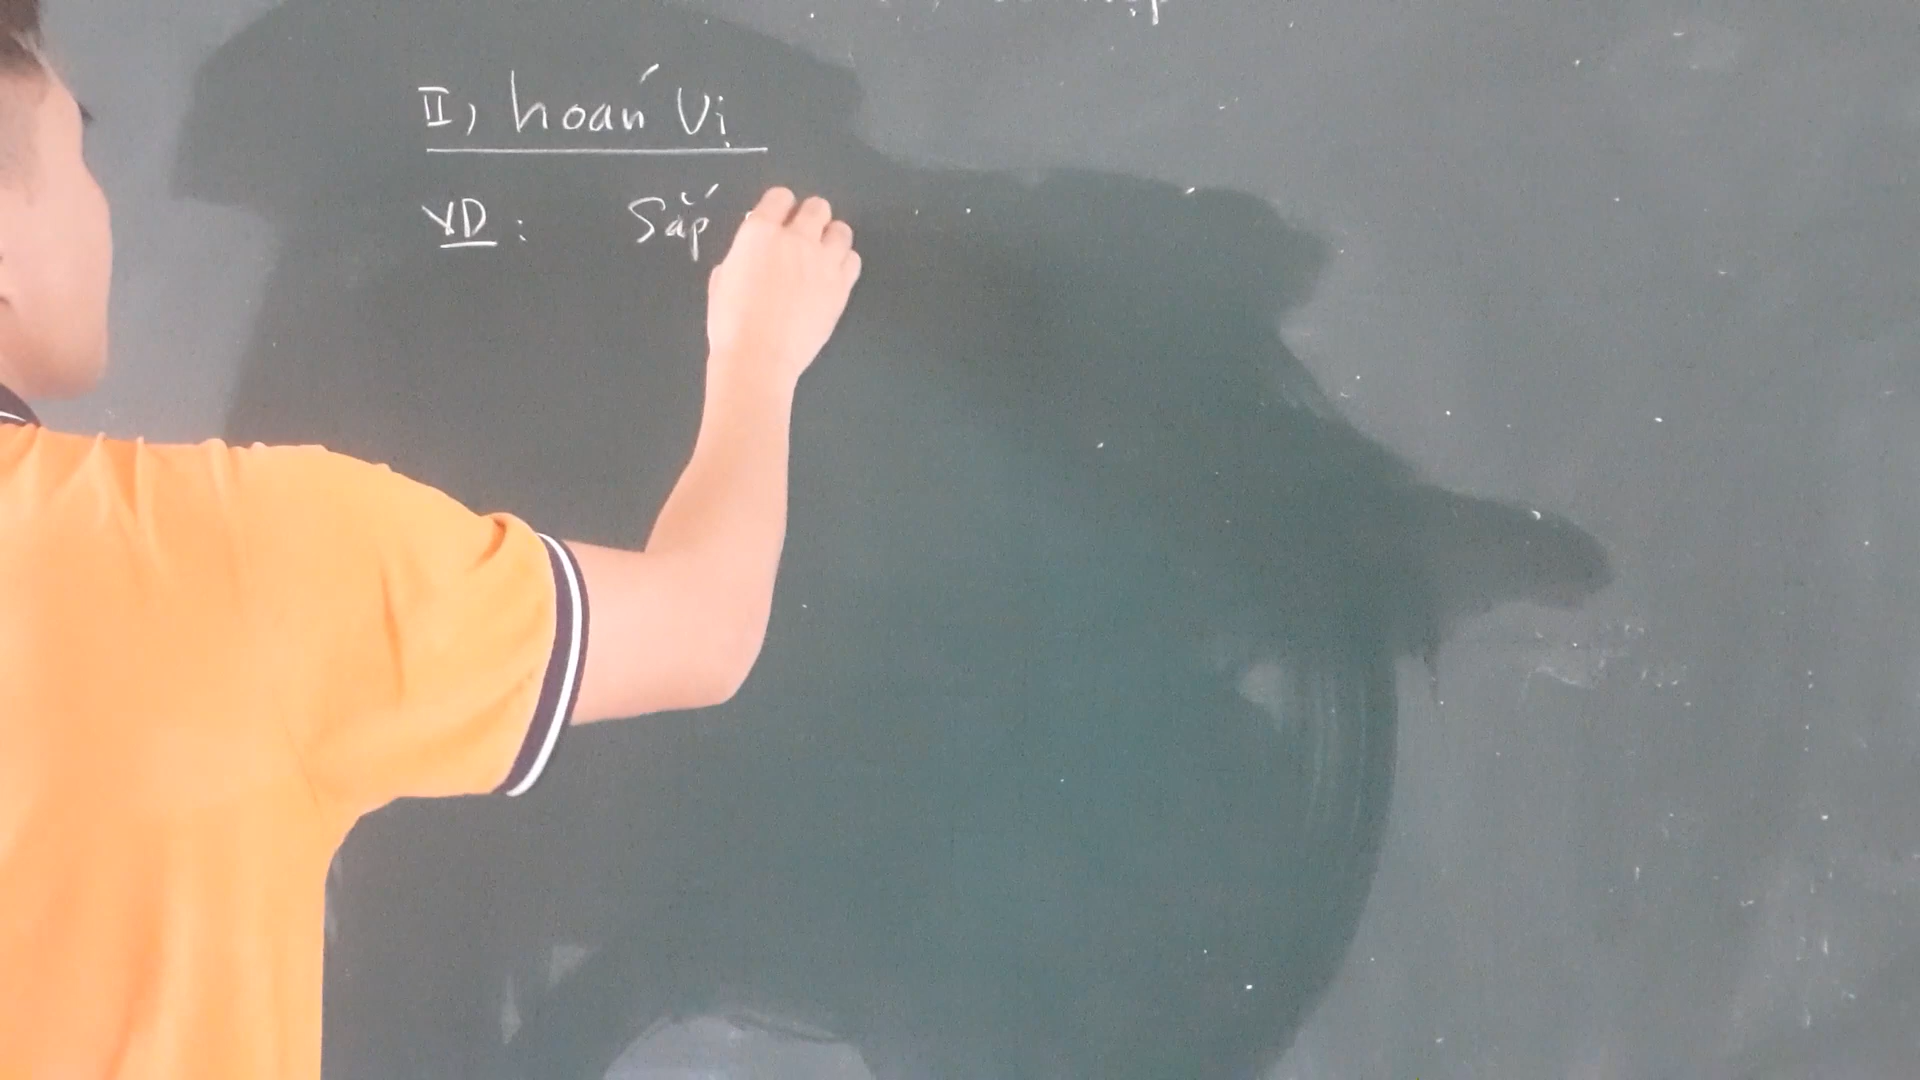 II, hoán Vị
VD: Sắp